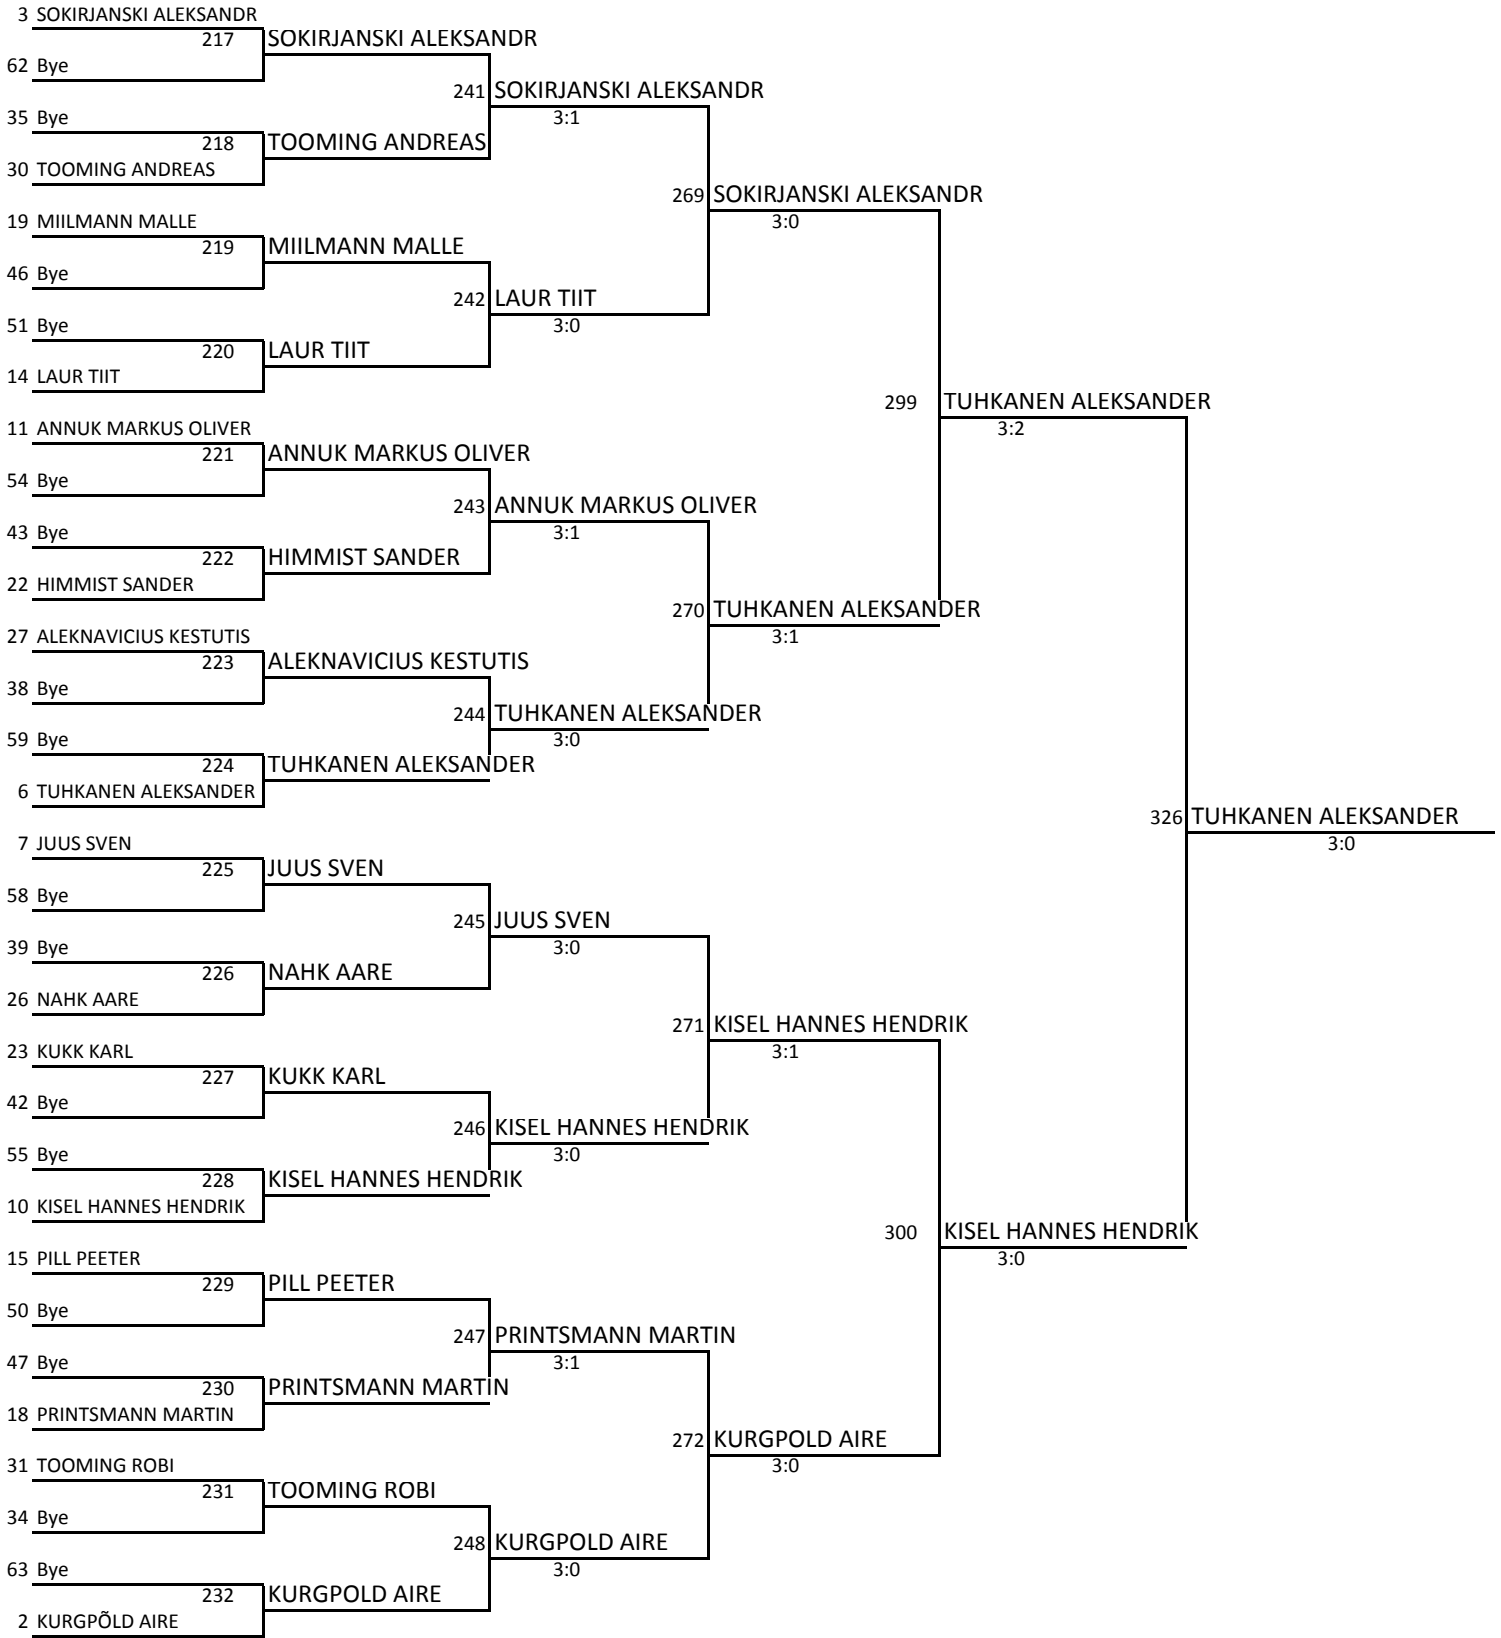 3 SOKIRJANSKI ALEKSANDR
217 SOKIRJANSKI ALEKSANDR
62 Bye
241 SOKIRJANSKI ALEKSANDR
3:1
35 Bye
218 TOOMING ANDREAS
30 TOOMING ANDREAS
269 SOKIRJANSKI ALEKSANDR
3:0
19 MIILMANN MALLE
219 MIILMANN MALLE
46 Bye
242 LAUR TIIT
3:0
51 Bye
220 LAUR TIIT
14 LAUR TIIT
299 TUHKANEN ALEKSANDER
3:2
11 ANNUK MARKUS OLIVER
221 ANNUK MARKUS OLIVER
54 Bye
243 ANNUK MARKUS OLIVER
3:1
43 Bye
222 HIMMIST SANDER
22 HIMMIST SANDER
270 TUHKANEN ALEKSANDER
3:1
27 ALEKNAVICIUS KESTUTIS
223 ALEKNAVICIUS KESTUTIS
38 Bye
244 TUHKANEN ALEKSANDER
3:0
59 Bye
224 TUHKANEN ALEKSANDER
6 TUHKANEN ALEKSANDER
326 TUHKANEN ALEKSANDER
3:0
7 JUUS SVEN
225 JUUS SVEN
58 Bye
245 JUUS SVEN
3:0
39 Bye
226 NAHK AARE
26 NAHK AARE
271 KISEL HANNES HENDRIK
3:1
23 KUKK KARL
227 KUKK KARL
42 Bye
246 KISEL HANNES HENDRIK
3:0
55 Bye
228 KISEL HANNES HENDRIK
10 KISEL HANNES HENDRIK
300 KISEL HANNES HENDRIK
3:0
15 PILL PEETER
229 PILL PEETER
50 Bye
247 PRINTSMANN MARTIN
3:1
47 Bye
230 PRINTSMANN MARTIN
18 PRINTSMANN MARTIN
272 KURGPOLD AIRE
3:0
31 TOOMING ROBI
231 TOOMING ROBI
34 Bye
248 KURGPOLD AIRE
3:0
63 Bye
232 KURGPOLD AIRE
2 KURGPÕLD AIRE